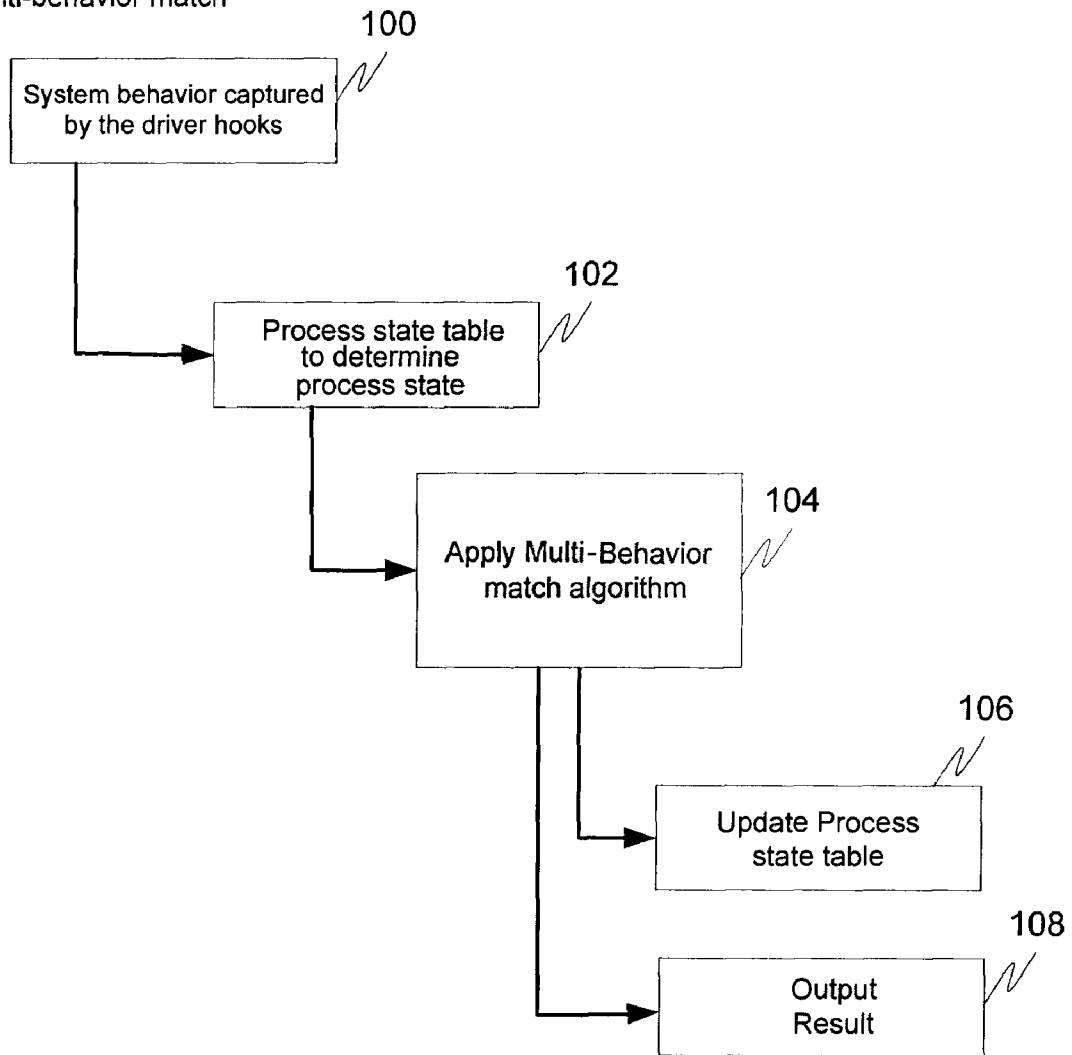 multi-behavior match
100
System behavior captured
by the driver hooks
102
Process state table
to determine
process state
104
Apply Multi-Behavior
match algorithm
106
Update Process
state table
108
Output
Result